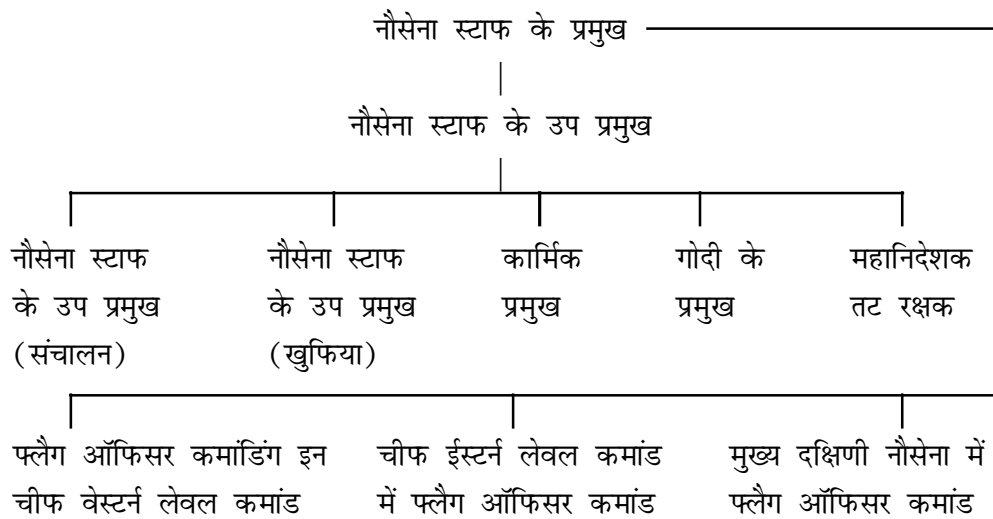 नौसेना स्टाफ के प्रमुख
नौसेना स्टाफ के उप प्रमुख
नौसेना स्टाफ
के उप प्रमुख
(संचालन)
नौसेना स्टाफ
के उप प्रमुख
(खुफिया)
कार्मिक
प्रमुख
गोदी के
प्रमुख
महानिदेशक
तट रक्षक
फ्लैग ऑफिसर कमांडिंग इन
चीफ वेस्टर्न लेवल कमांड
चीफ ईस्टर्न लेवल कमांड
में फ्लैग ऑफिसर कमांड
मुख्य दक्षिणी नौसेना में
फ्लैग ऑफिसर कमांड